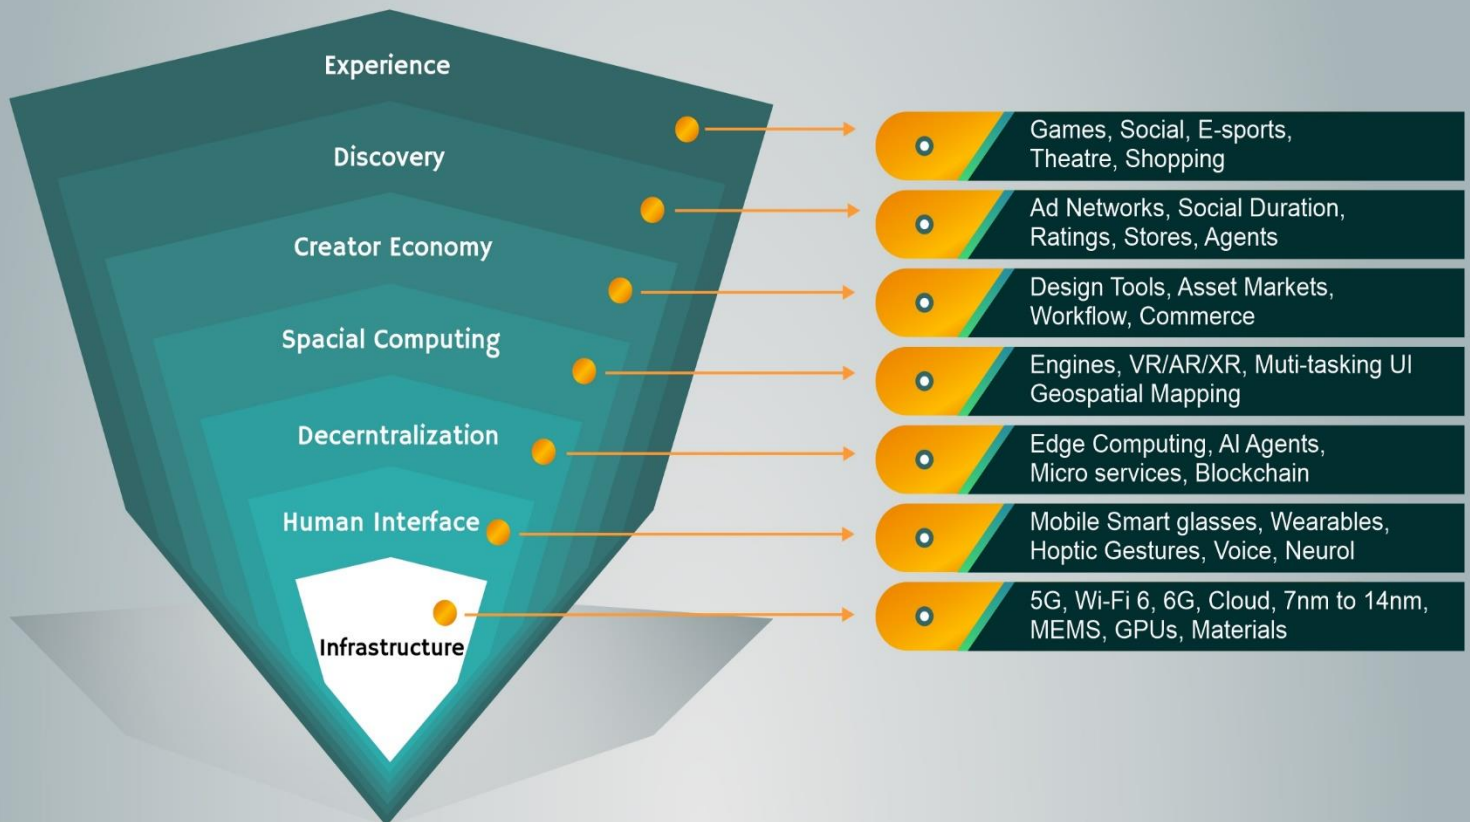 Experience
Discovery
Creator Economy
Spacial Computing
Decerntralization
Human Interface
Infrastructure
Games, Social, E-sports,
Theatre, Shopping
Ad Networks, Social Duration,
Ratings, Stores, Agents
Design Tools, Asset Markets,
Workflow, Commerce
Engines, VR/AR/XR, Muti-tasking UI
Geospatial Mapping
Edge Computing, AI Agents,
Micro services, Blockchain
Mobile Smart glasses, Wearables,
Hoptic Gestures, Voice, Neurol
5G, Wi-Fi 6, 6G, Cloud, 7nm to 14nm,
MEMS, GPUs, Materials